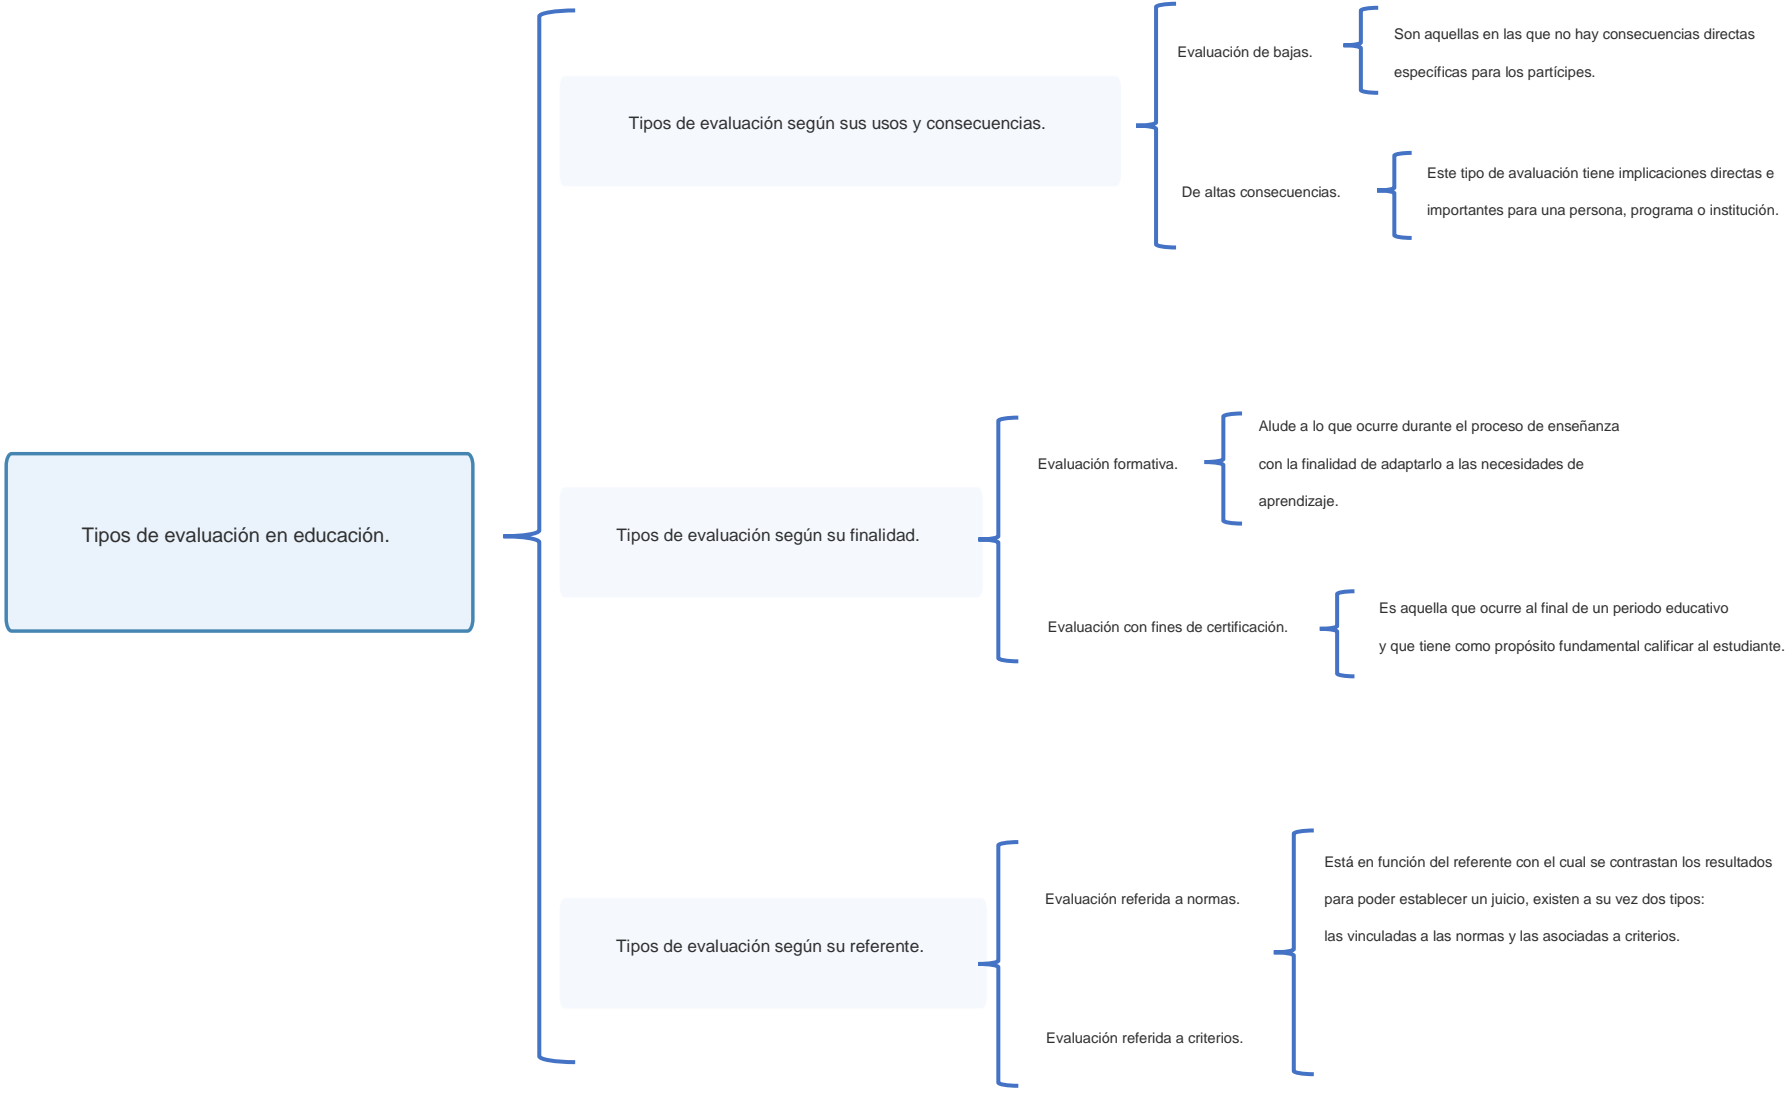 Tipos de evaluación en educación.
Tipos de evaluación según sus usos y consecuencias.
Evaluación de bajas.
Son aquellas en las que no hay consecuencias directas
específicas para los partícipes.
De altas consecuencias.
Este tipo de avaluación tiene implicaciones directas e
importantes para una persona, programa o institución.
Tipos de evaluación según su finalidad.
Evaluación formativa.
Alude a lo que ocurre durante el proceso de enseñanza
con la finalidad de adaptarlo a las necesidades de
aprendizaje.
Evaluación con fines de certificación.
Es aquella que ocurre al final de un periodo educativo
y que tiene como propósito fundamental calificar al estudiante.
Tipos de evaluación según su referente.
Evaluación referida a normas.
Evaluación referida a criterios.
Está en función del referente con el cual se contrastan los resultados
para poder establecer un juicio, existen a su vez dos tipos:
las vinculadas a las normas y las asociadas a criterios.